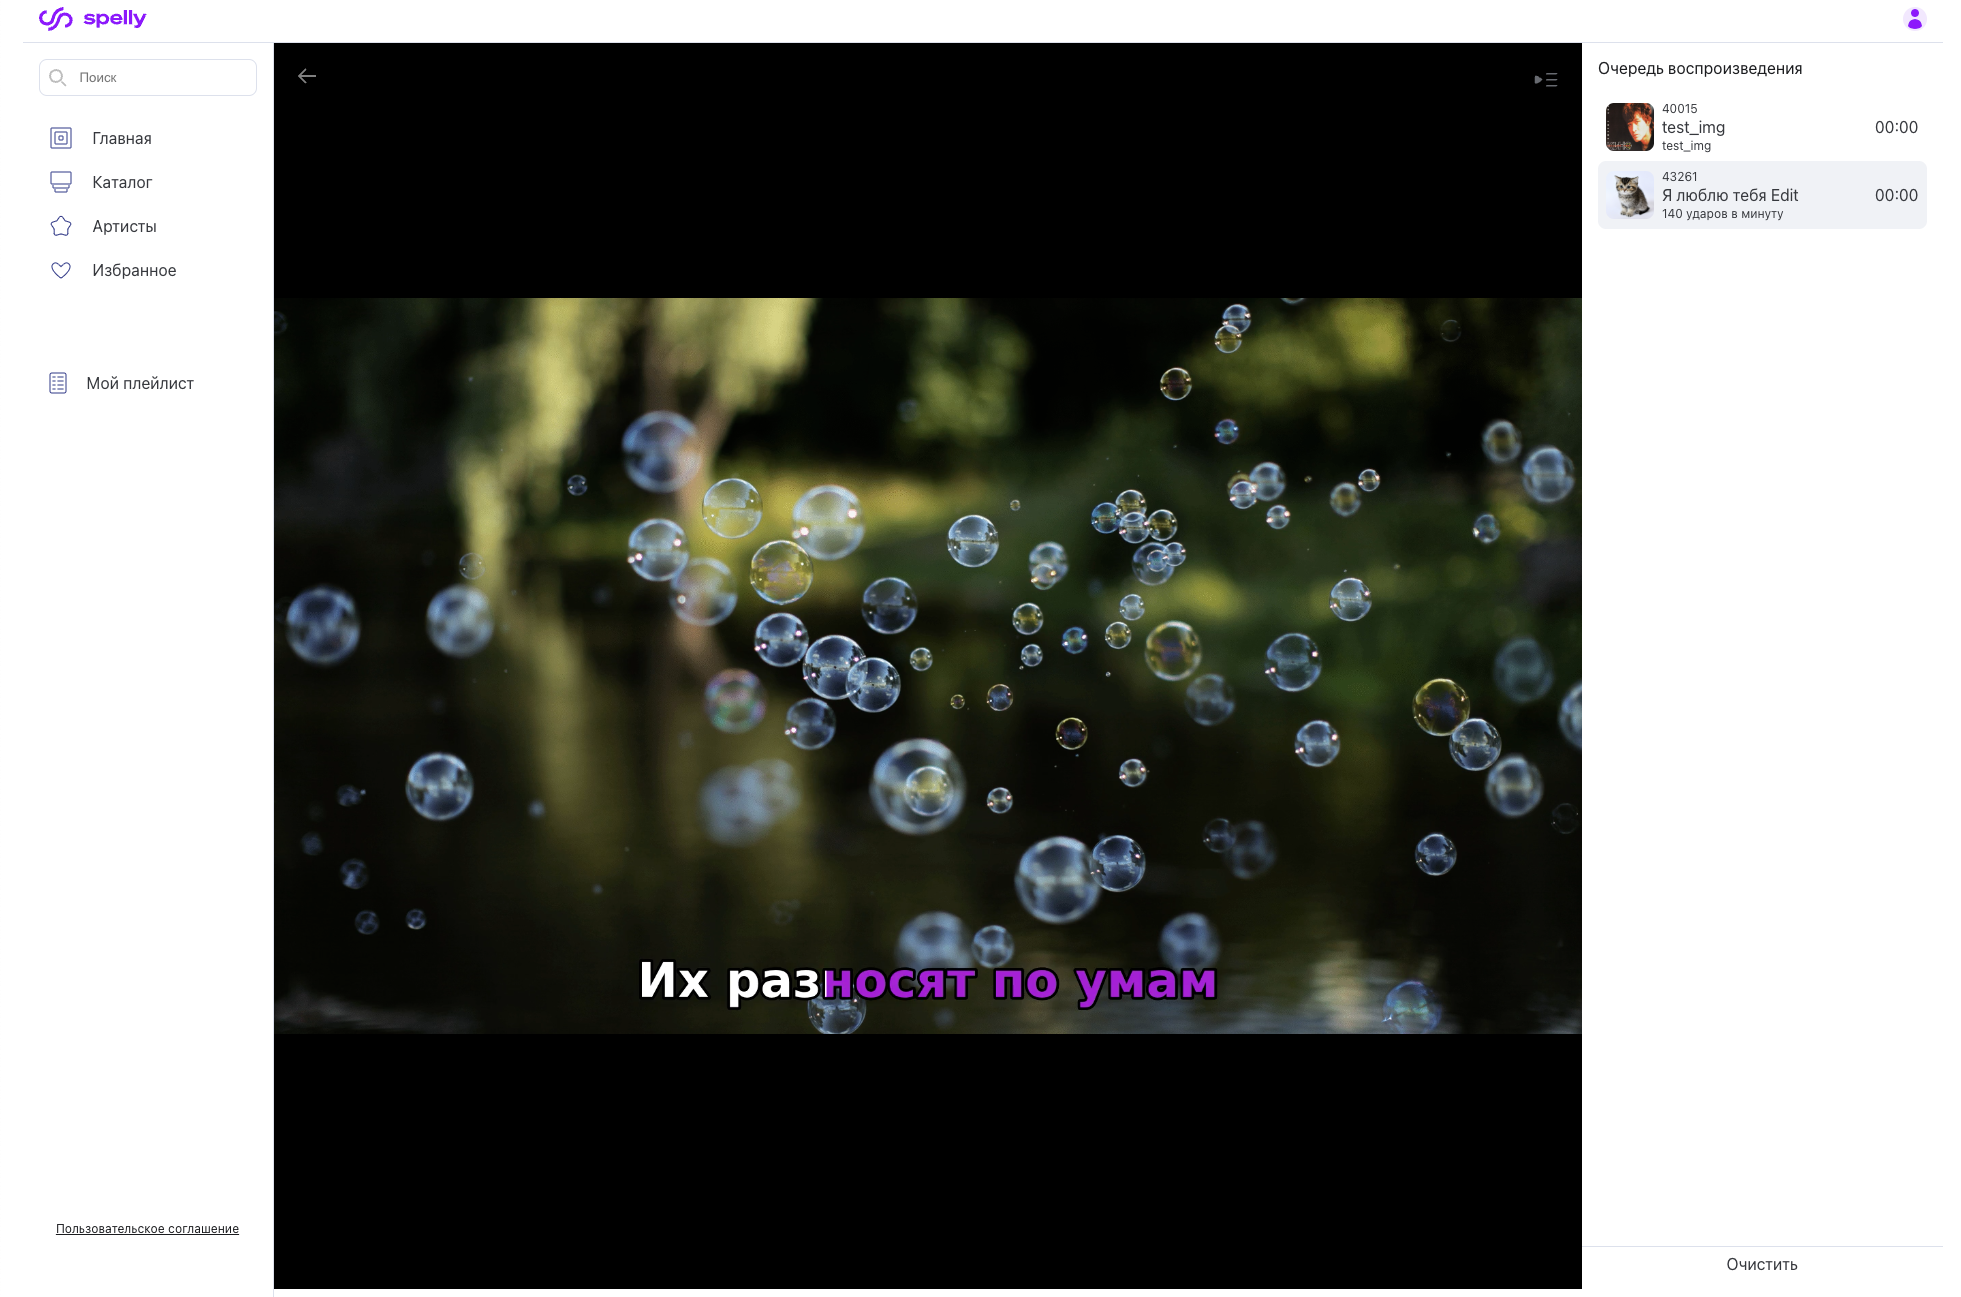 spelly
Поиск
Главная
Каталог
Артисты
Избранное
Мой плейлист
Пользовательское соглашение
Их разносят по умам
Очередь воспроизведения
40015
test_img
00:00
test_img
43261
Я люблю тебя Edit
00:00
140 ударов в минуту
Очистить